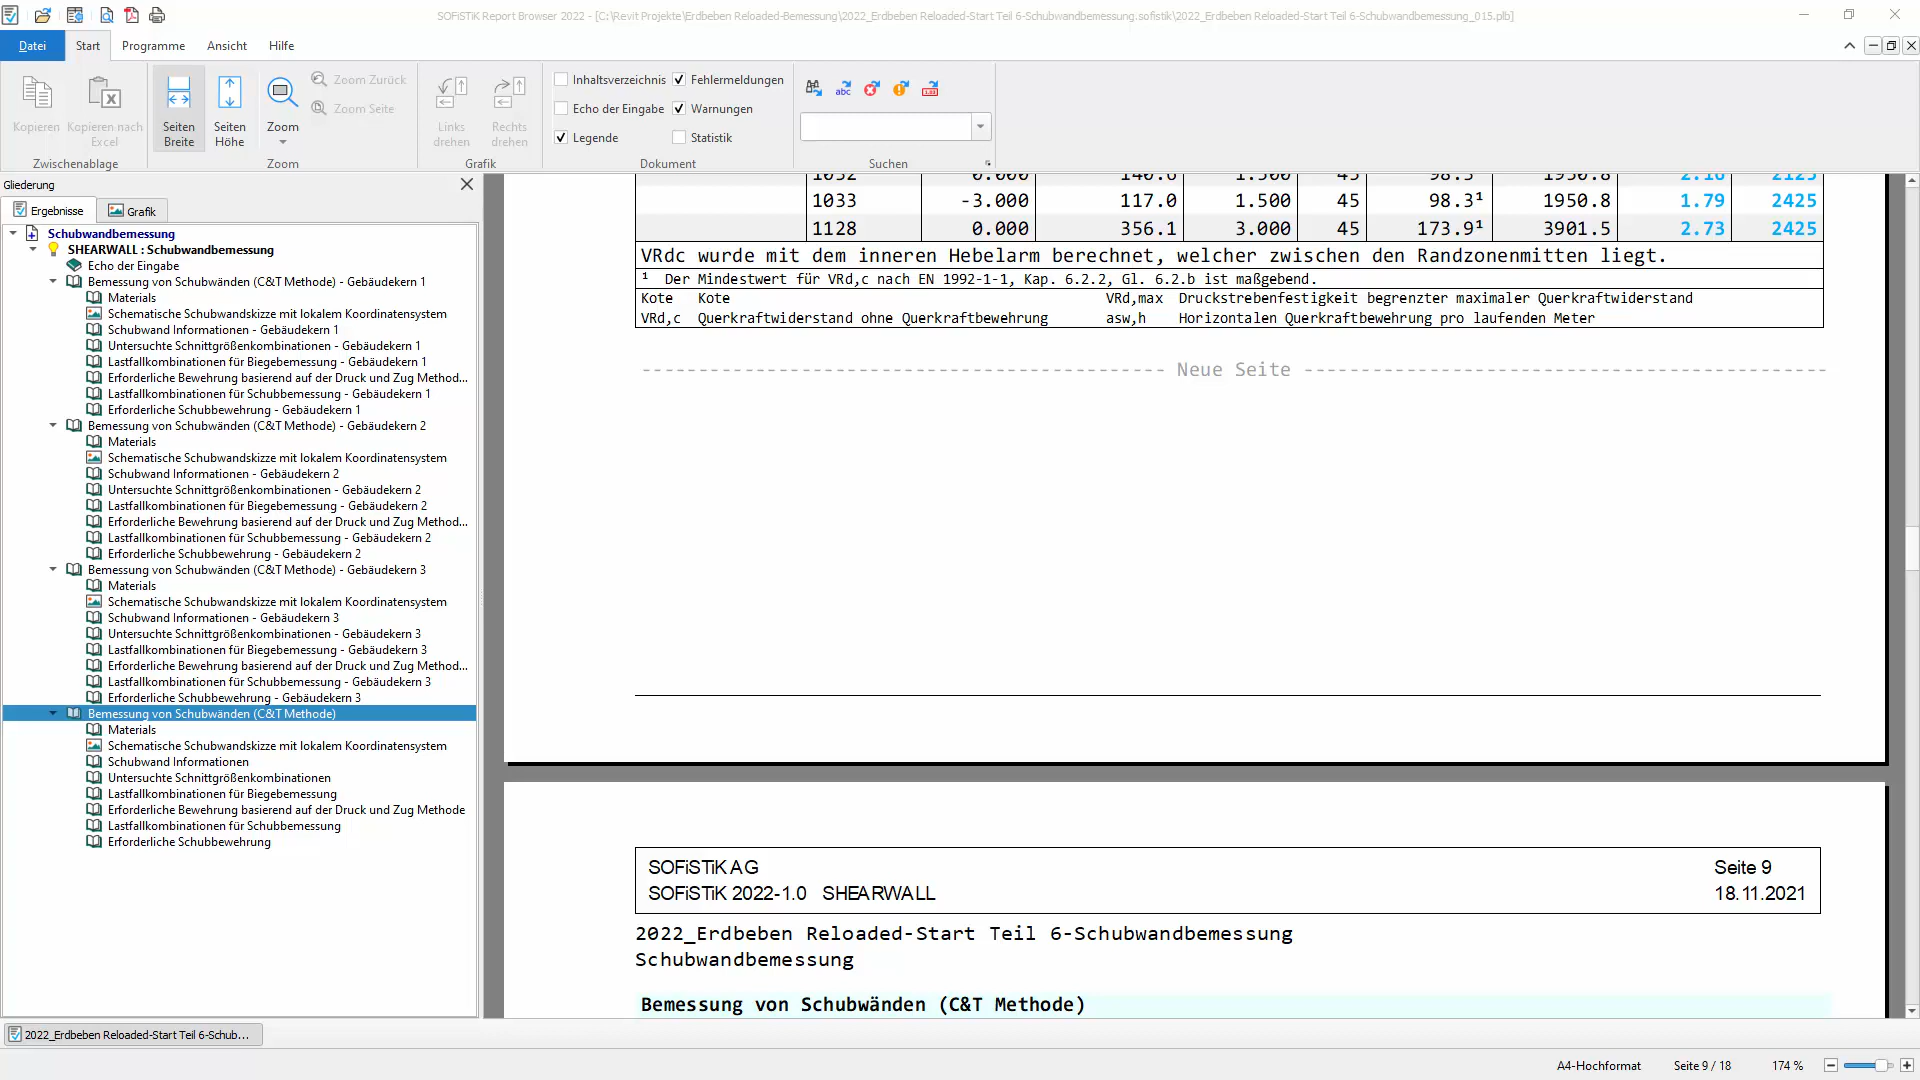 SOFiSTiK Report Browser 2022 - [C:\Revit Projekte\Erdbeben Reloaded-Bemessung\2022_Erdbeben Reloaded-Start Teil 6-Schubwandbemessung.sofistik\2022_Erdbeben Reloaded-Start Teil 6-Schubwandbemessung_015.plb]
Datei Start Programme Ansicht Hilfe
Kopieren
Kopieren nach Excel
Zwischenablage
Seiten Breite
Seiten Höhe
Zoom
Zoom Zurück
Zoom Seite
Zoom
Links drehen
Rechts drehen
Grafik
Inhaltsverzeichnis Fehlermeldungen
Echo der Eingabe Warnungen
Legende Statistik
Dokument
Suchen
Gliederung
Ergebnisse Grafik
Schubwandbemessung
SHEARWALL : Schubwandbemessung
Echo der Eingabe
Bemessung von Schubwänden (C&T Methode) - Gebäudekern 1
Materials
Schematische Schubwandskizze mit lokalem Koordinatensystem
Schubwand Informationen - Gebäudekern 1
Untersuchte Schnittgrößenkombinationen - Gebäudekern 1
Lastfallkombinationen für Biegebemessung - Gebäudekern 1
Erforderliche Bewehrung basierend auf der Druck und Zug Method...
Lastfallkombinationen für Schubbemessung - Gebäudekern 1
Erforderliche Schubbewehrung - Gebäudekern 1
Bemessung von Schubwänden (C&T Methode) - Gebäudekern 2
Materials
Schematische Schubwandskizze mit lokalem Koordinatensystem
Schubwand Informationen - Gebäudekern 2
Untersuchte Schnittgrößenkombinationen - Gebäudekern 2
Lastfallkombinationen für Biegebemessung - Gebäudekern 2
Erforderliche Bewehrung basierend auf der Druck und Zug Method...
Lastfallkombinationen für Schubbemessung - Gebäudekern 2
Erforderliche Schubbewehrung - Gebäudekern 2
Bemessung von Schubwänden (C&T Methode) - Gebäudekern 3
Materials
Schematische Schubwandskizze mit lokalem Koordinatensystem
Schubwand Informationen - Gebäudekern 3
Untersuchte Schnittgrößenkombinationen - Gebäudekern 3
Lastfallkombinationen für Biegebemessung - Gebäudekern 3
Erforderliche Bewehrung basierend auf der Druck und Zug Method...
Lastfallkombinationen für Schubbemessung - Gebäudekern 3
Erforderliche Schubbewehrung - Gebäudekern 3
Bemessung von Schubwänden (C&T Methode)
Materials
Schematische Schubwandskizze mit lokalem Koordinatensystem
Schubwand Informationen
Untersuchte Schnittgrößenkombinationen
Lastfallkombinationen für Biegebemessung
Erforderliche Bewehrung basierend auf der Druck und Zug Methode
Lastfallkombinationen für Schubbemessung
Erforderliche Schubbewehrung
1033 -3.000 117.0 1.500 45 98.3¹ 1950.8 1.79 2425
1128 0.000 356.1 3.000 45 173.9¹ 3901.5 2.73 2425
VRdc wurde mit dem inneren Hebelarm berechnet, welcher zwischen den Randzonenmitten liegt.
¹ Der Mindestwert für VRd,c nach EN 1992-1-1, Kap. 6.2.2, Gl. 6.2.b ist maßgebend.
Kote Kote VRd,max Druckstrebenfestigkeit begrenzter maximaler Querkraftwiderstand
VRd,c Querkraftwiderstand ohne Querkraftbewehrung asw,h Horizontalen Querkraftbewehrung pro laufenden Meter
Neue Seite
SOFiSTiK AG Seite 9
SOFiSTiK 2022-1.0 SHEARWALL 18.11.2021
2022_Erdbeben Reloaded-Start Teil 6-Schubwandbemessung
Schubwandbemessung
Bemessung von Schubwänden (C&T Methode)
2022_Erdbeben Reloaded-Start Teil 6-Schub...
A4-Hochformat Seite 9 / 18 174 %